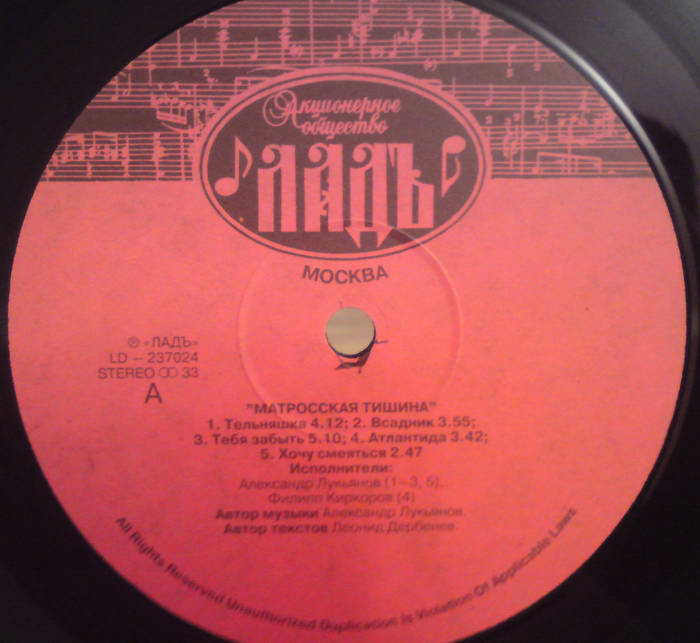 Акционерное
общество
ЛАДЪ
МОСКВА
℗ «ЛАДЪ»
LD – 237024
STEREO ꝏ 33
A
"МАТРОССКАЯ ТИШИНА"
1. Тельняшка 4.12; 2. Всадник 3.55;
3. Тебя забыть 5.10; 4. Атлантида 3.42;
5. Хочу смеяться 2.47
Исполнители:
Александр Лукьянов (1–3, 5),
Филипп Киркоров (4)
Автор музыки Александр Лукьянов.
Автор текстов Леонид Дербенев.
All Rights Reserved Unauthorized Duplication Is Violation Of Applicable Laws